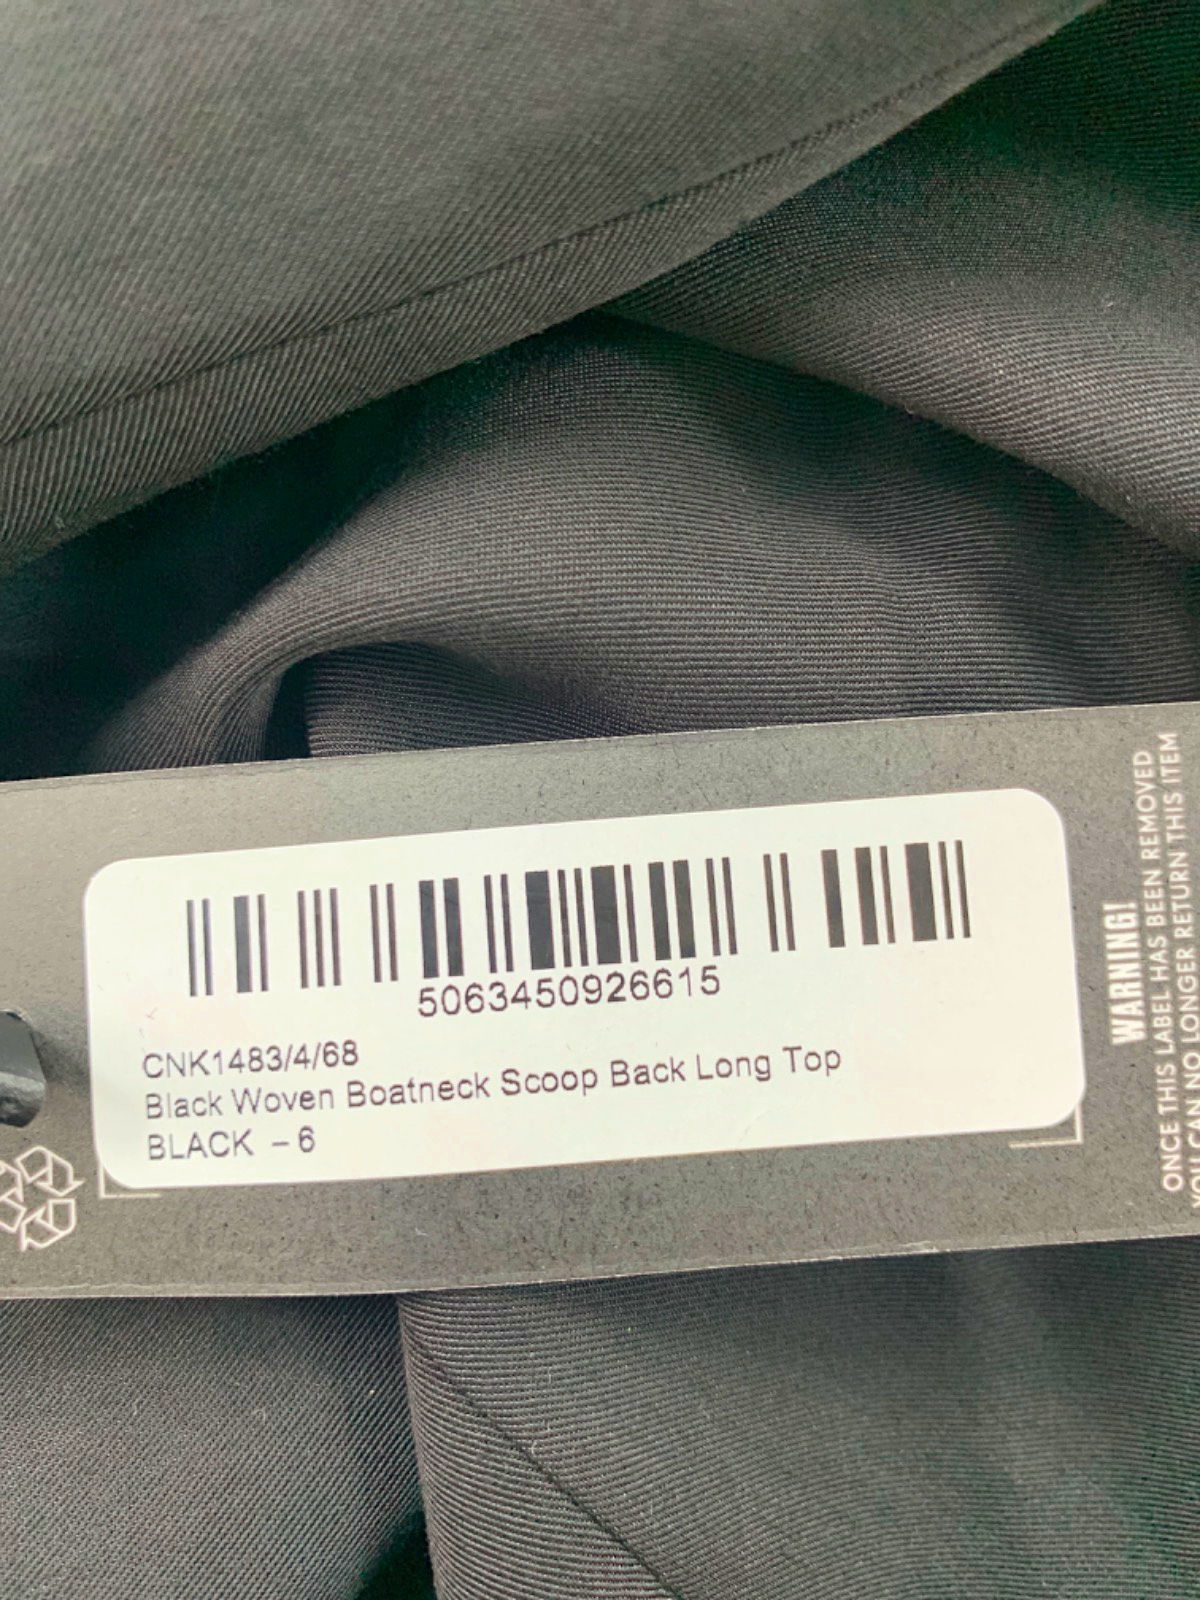 5063450926615
CNK1483/4/68
Black Woven Boatneck Scoop Back Long Top
BLACK – 6
WARNING!
ONCE THIS LABEL HAS BEEN REMOVED
YOU CAN NO LONGER RETURN THIS ITEM